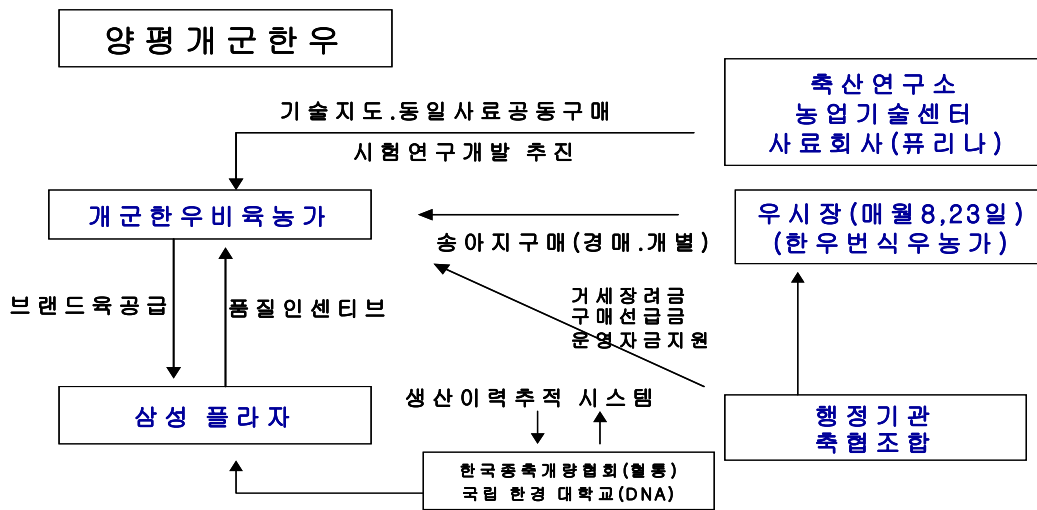 양평개군한우
축산연구소
농업기술센터
사료회사(퓨리나)
기술지도.동일사료공동구매
시험연구개발 추진
개군한우비육농가
우시장(매월8,23일)
(한우번식우농가)
송아지구매(경매.개별)
브랜드육공급
품질인센티브
거세장려금
구매선급금
운영자금지원
삼성 플라자
생산이력추적 시스템
행정기관
축협조합
한국종축개량협회(혈통)
국립 한경 대학교(DNA)